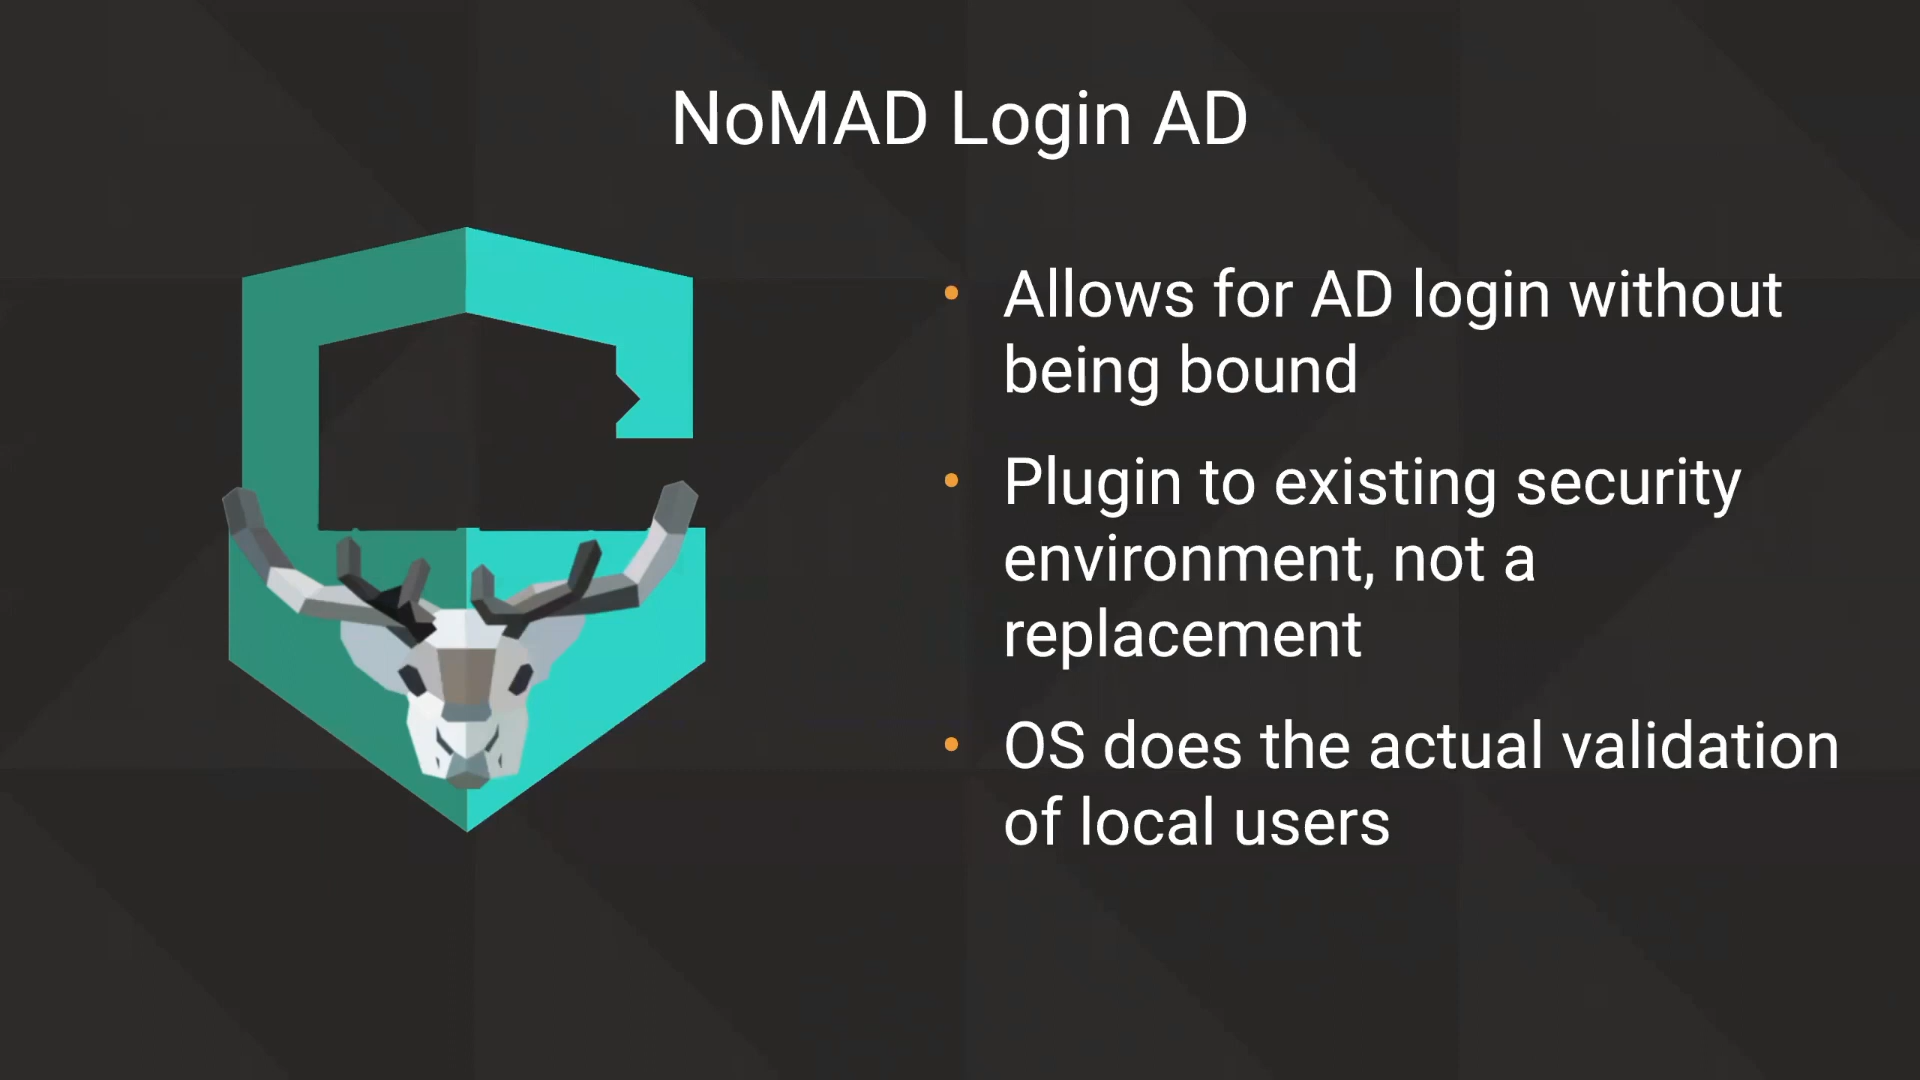 NoMAD Login AD
• Allows for AD login without
being bound
• Plugin to existing security
environment, not a
replacement
• OS does the actual validation
of local users